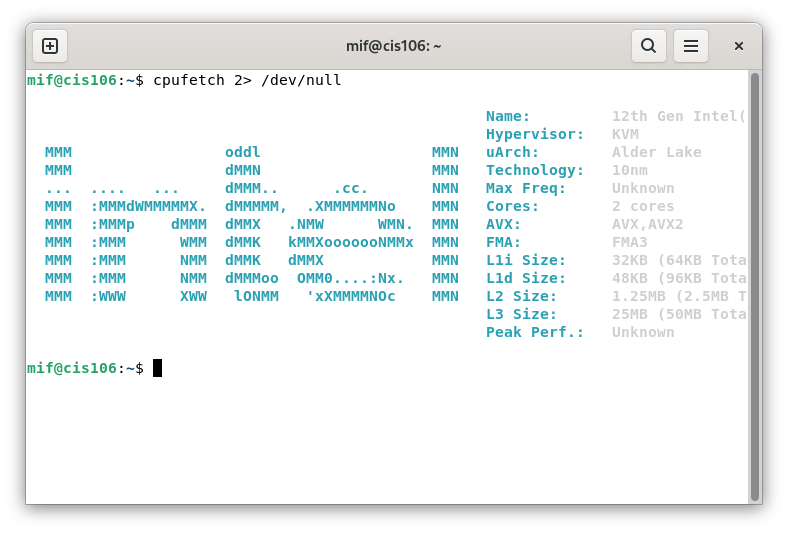 mif@cis106: ~
mif@cis106:~$ cpufetch 2> /dev/null
                                                   Name:         12th Gen Intel(
                                                   Hypervisor:   KVM
  MMM                 oddl                   MMN   uArch:        Alder Lake
  MMM                 dMMN                   MMN   Technology:   10nm
  ...  ....   ...     dMMM..      .cc.       NMN   Max Freq:     Unknown
  MMM  :MMMdWMMMMMX.  dMMMMM,  .XMMMMMMNo    MMN   Cores:        2 cores
  MMM  :MMMp    dMMM  dMMX   .NMW      WMN.  MMN   AVX:          AVX,AVX2
  MMM  :MMM      WMM  dMMK   kMMXooooooNMMx  MMN   FMA:          FMA3
  MMM  :MMM      NMM  dMMK   dMMX            MMN   L1i Size:     32KB (64KB Tota
  MMM  :MMM      NMM  dMMMoo  OMM0....:Nx.   MMN   L1d Size:     48KB (96KB Tota
  MMM  :WWW      XWW   lONMM   'xXMMMMNOc    MMN   L2 Size:      1.25MB (2.5MB T
                                                   L3 Size:      25MB (50MB Tota
                                                   Peak Perf.:   Unknown
mif@cis106:~$